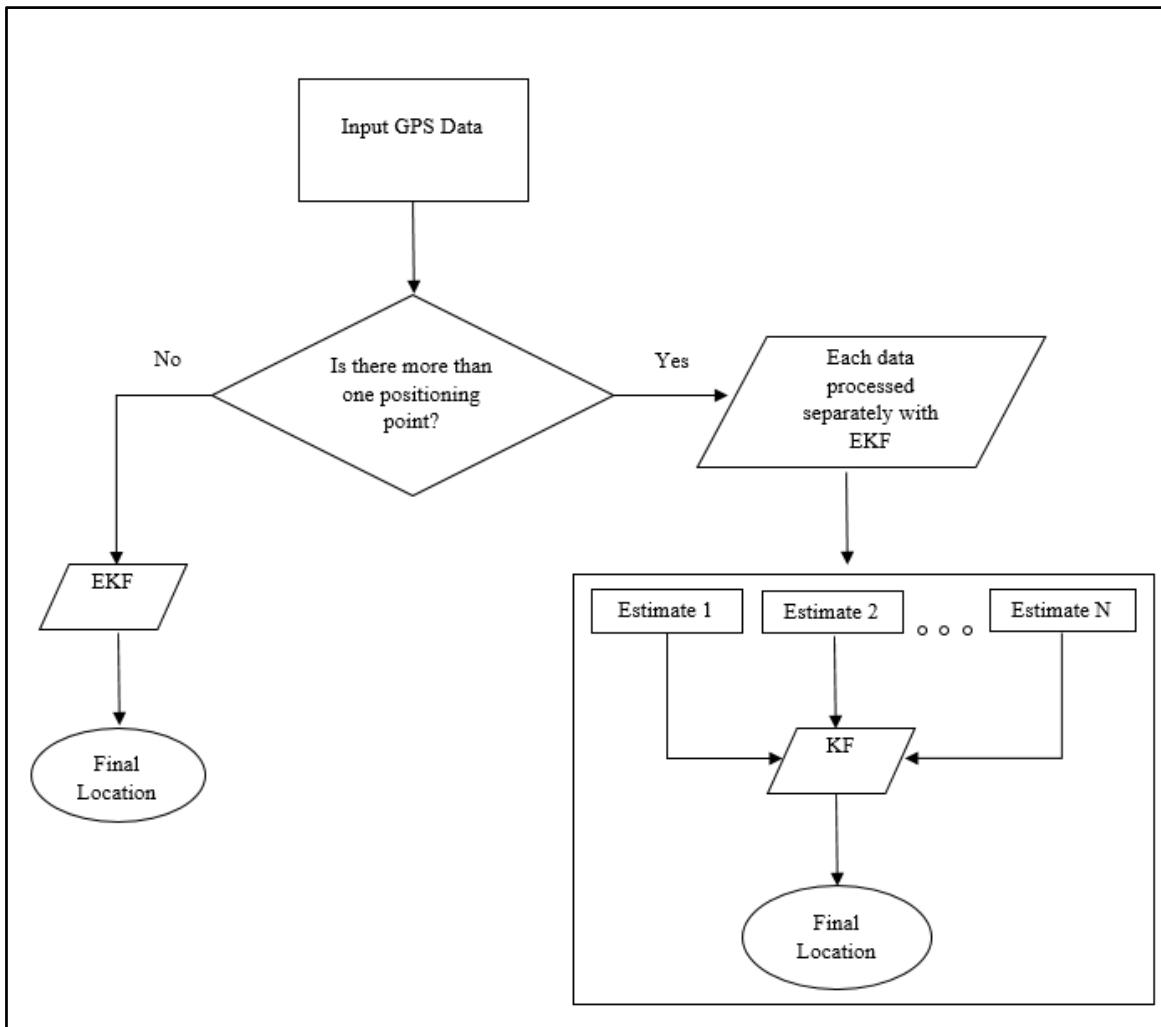 Input GPS Data
No
Is there more than
one positioning
point?
Yes
Each data
processed
separately with
EKF
EKF
Final
Location
Estimate 1
Estimate 2
Estimate N
KF
Final
Location